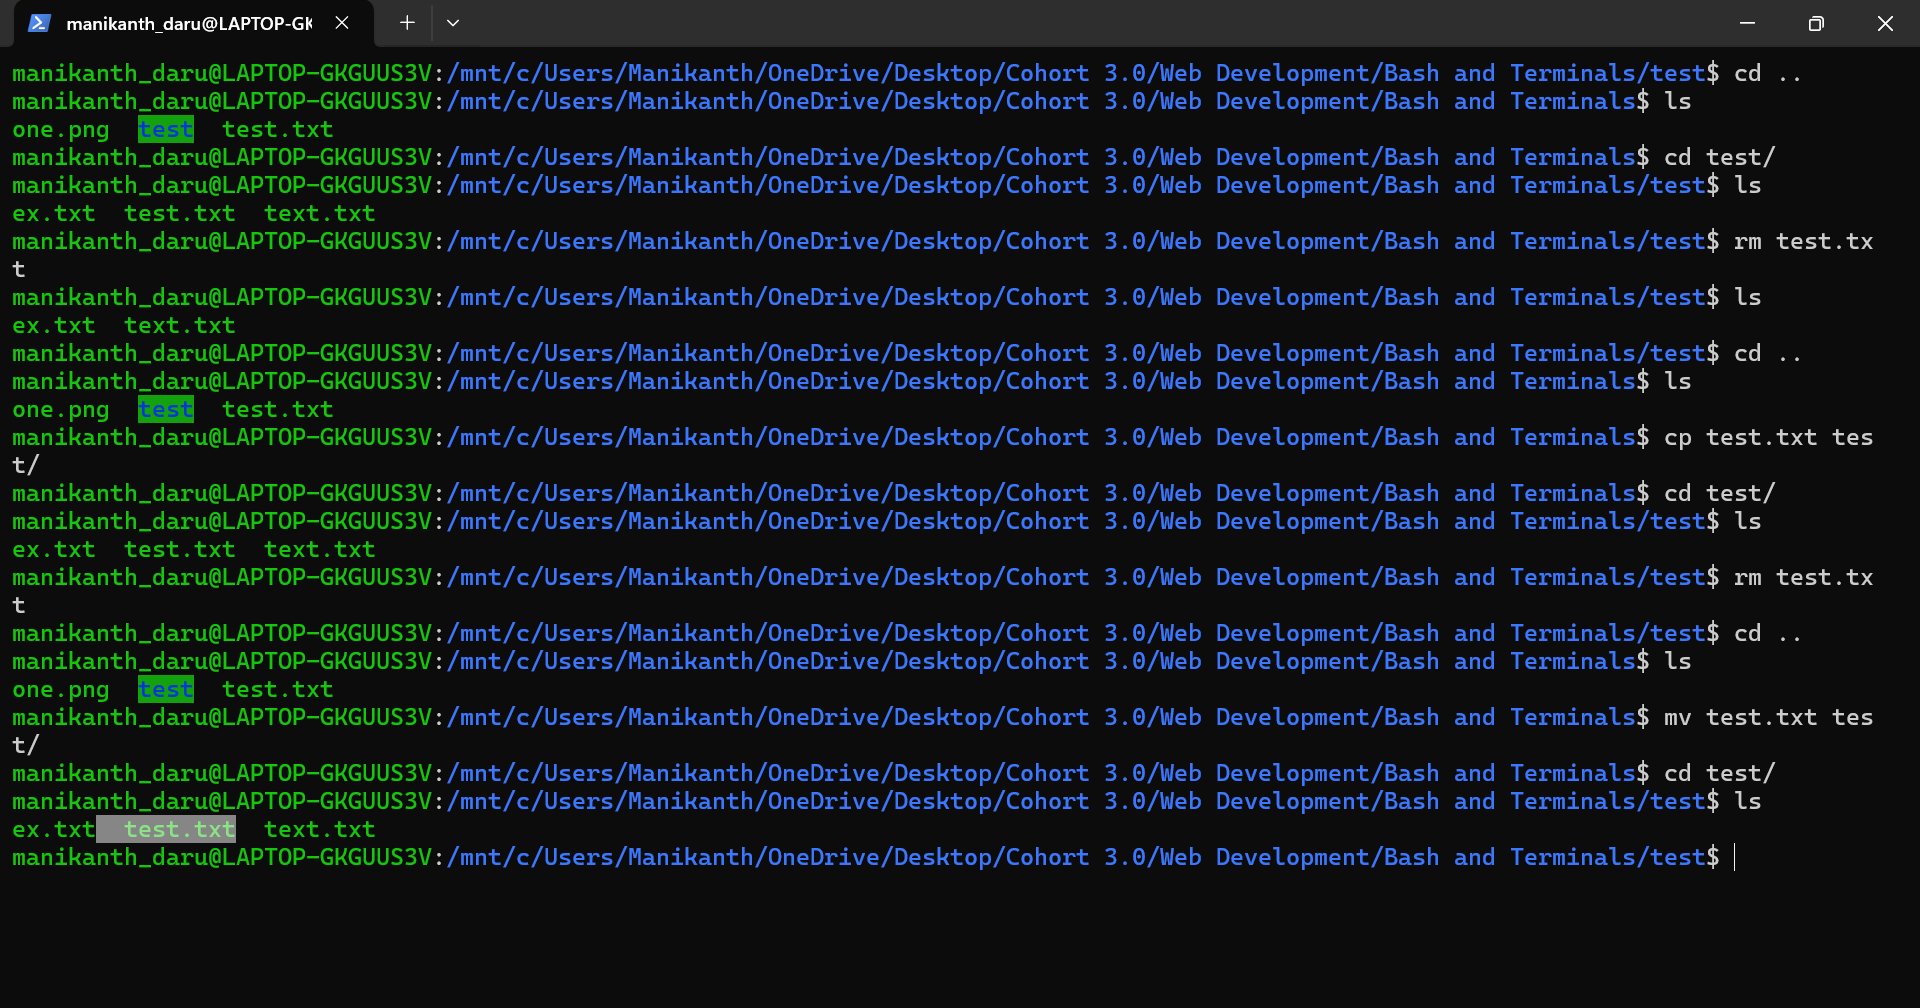 manikanth_daru@LAPTOP-GK
manikanth_daru@LAPTOP-GKGUUS3V:/mnt/c/Users/Manikanth/OneDrive/Desktop/Cohort 3.0/Web Development/Bash and Terminals/test$ cd ..
manikanth_daru@LAPTOP-GKGUUS3V:/mnt/c/Users/Manikanth/OneDrive/Desktop/Cohort 3.0/Web Development/Bash and Terminals$ ls
one.png  test  test.txt
manikanth_daru@LAPTOP-GKGUUS3V:/mnt/c/Users/Manikanth/OneDrive/Desktop/Cohort 3.0/Web Development/Bash and Terminals$ cd test/
manikanth_daru@LAPTOP-GKGUUS3V:/mnt/c/Users/Manikanth/OneDrive/Desktop/Cohort 3.0/Web Development/Bash and Terminals/test$ ls
ex.txt  test.txt  text.txt
manikanth_daru@LAPTOP-GKGUUS3V:/mnt/c/Users/Manikanth/OneDrive/Desktop/Cohort 3.0/Web Development/Bash and Terminals/test$ rm test.tx
t
manikanth_daru@LAPTOP-GKGUUS3V:/mnt/c/Users/Manikanth/OneDrive/Desktop/Cohort 3.0/Web Development/Bash and Terminals/test$ ls
ex.txt  text.txt
manikanth_daru@LAPTOP-GKGUUS3V:/mnt/c/Users/Manikanth/OneDrive/Desktop/Cohort 3.0/Web Development/Bash and Terminals/test$ cd ..
manikanth_daru@LAPTOP-GKGUUS3V:/mnt/c/Users/Manikanth/OneDrive/Desktop/Cohort 3.0/Web Development/Bash and Terminals$ ls
one.png  test  test.txt
manikanth_daru@LAPTOP-GKGUUS3V:/mnt/c/Users/Manikanth/OneDrive/Desktop/Cohort 3.0/Web Development/Bash and Terminals$ cp test.txt tes
t/
manikanth_daru@LAPTOP-GKGUUS3V:/mnt/c/Users/Manikanth/OneDrive/Desktop/Cohort 3.0/Web Development/Bash and Terminals$ cd test/
manikanth_daru@LAPTOP-GKGUUS3V:/mnt/c/Users/Manikanth/OneDrive/Desktop/Cohort 3.0/Web Development/Bash and Terminals/test$ ls
ex.txt  test.txt  text.txt
manikanth_daru@LAPTOP-GKGUUS3V:/mnt/c/Users/Manikanth/OneDrive/Desktop/Cohort 3.0/Web Development/Bash and Terminals/test$ rm test.tx
t
manikanth_daru@LAPTOP-GKGUUS3V:/mnt/c/Users/Manikanth/OneDrive/Desktop/Cohort 3.0/Web Development/Bash and Terminals/test$ cd ..
manikanth_daru@LAPTOP-GKGUUS3V:/mnt/c/Users/Manikanth/OneDrive/Desktop/Cohort 3.0/Web Development/Bash and Terminals$ ls
one.png  test  test.txt
manikanth_daru@LAPTOP-GKGUUS3V:/mnt/c/Users/Manikanth/OneDrive/Desktop/Cohort 3.0/Web Development/Bash and Terminals$ mv test.txt tes
t/
manikanth_daru@LAPTOP-GKGUUS3V:/mnt/c/Users/Manikanth/OneDrive/Desktop/Cohort 3.0/Web Development/Bash and Terminals$ cd test/
manikanth_daru@LAPTOP-GKGUUS3V:/mnt/c/Users/Manikanth/OneDrive/Desktop/Cohort 3.0/Web Development/Bash and Terminals/test$ ls
ex.txt  test.txt  text.txt
manikanth_daru@LAPTOP-GKGUUS3V:/mnt/c/Users/Manikanth/OneDrive/Desktop/Cohort 3.0/Web Development/Bash and Terminals/test$